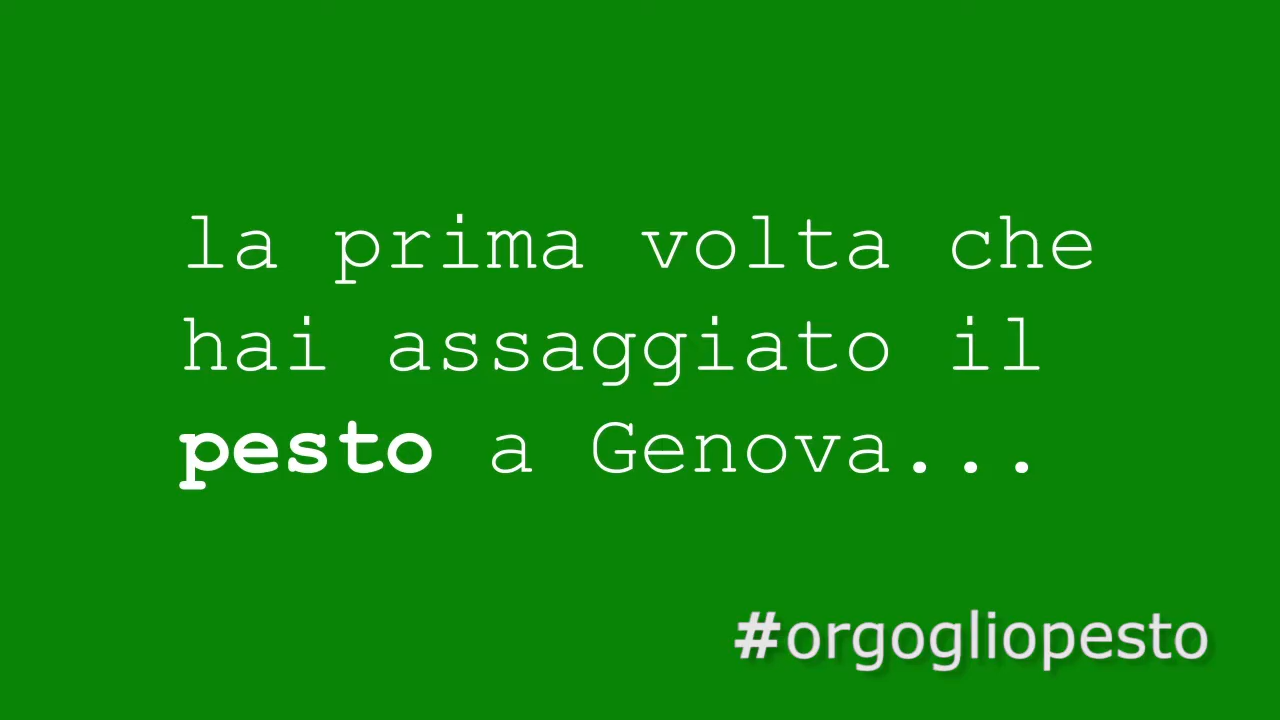 la prima volta che
hai assaggiato il
pesto a Genova...
#orgogliopesto